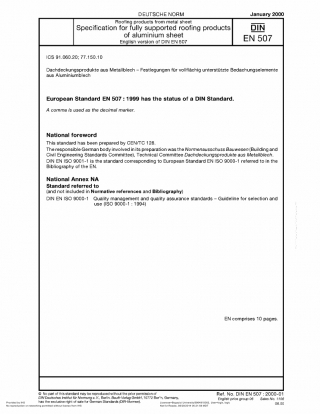 DEUTSCHE NORM
January 2000
Roofing products from metal sheet
Specification for fully supported roofing products
of aluminium sheet
English version of DIN EN 507
DIN
EN 507
ICS 91.060.20; 77.150.10
Dachdeckungsprodukte aus Metallblech – Festlegungen für vollflächig unterstützte Bedachungselemente
aus Aluminiumblech
European Standard EN 507 : 1999 has the status of a DIN Standard.
A comma is used as the decimal marker.
National foreword
This standard has been prepared by CEN/TC 128.
The responsible German body involved in its preparation was the Normenausschuss Bauwesen (Building and
Civil Engineering Standards Committee), Technical Committee Dachdeckungsprodukte aus Metallblech.
DIN EN ISO 9001-1 is the standard corresponding to European Standard EN ISO 9000-1 referred to in the
Bibliography of the EN.
National Annex NA
Standard referred to
(and not included in Normative references and Bibliography)
DIN EN ISO 9000-1 Quality management and quality assurance standards – Guideline for selection and
use (ISO 9000-1 : 1994)
EN comprises 10 pages.
© No part of this standard may be reproduced without the prior permission of
DIN Deutsches Institut für Normung e.V., Berlin. Beuth Verlag GmbH, 10772 Berlin, Germany,
has the exclusive right of sale for German Standards (DIN-Normen).
Ref. No. DIN EN 507 : 2000-01
English price group 08